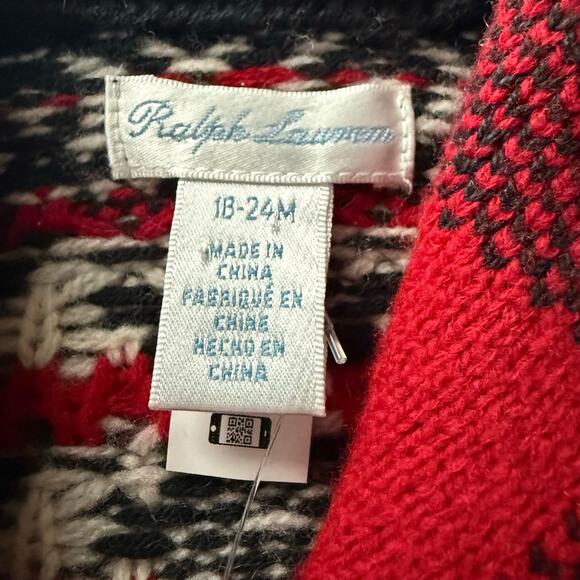 Ralph Lauren
18-24M
MADE IN
CHINA
FABRIQUÉ EN
CHINE
HECHO EN
CHINA